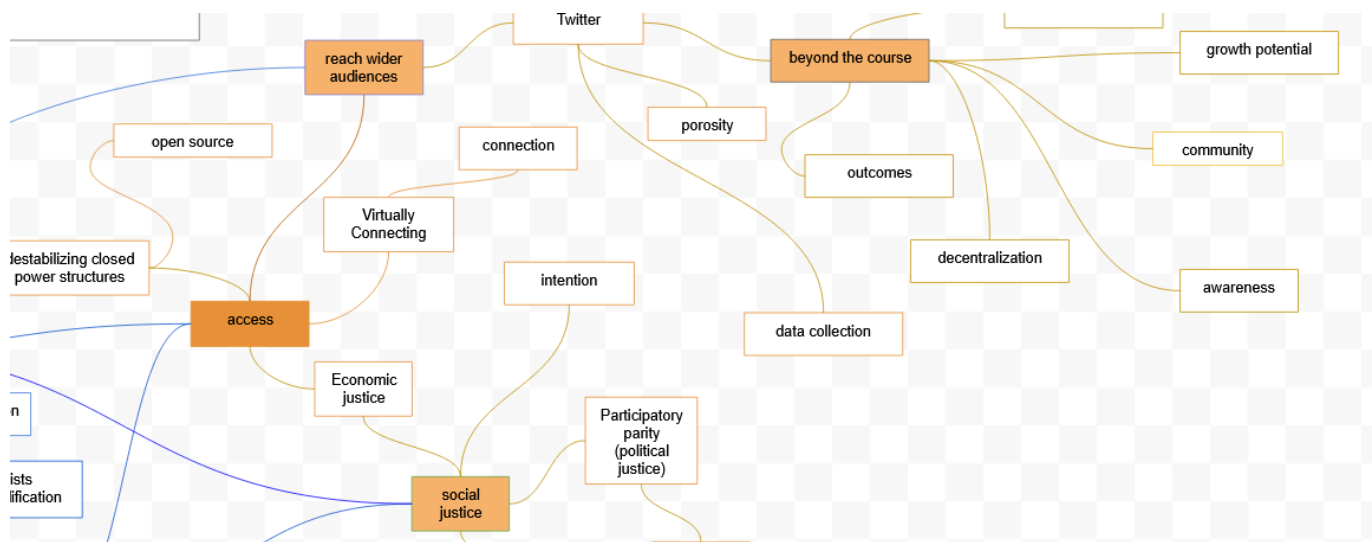 Twitter
reach wider
audiences
beyond the course
growth potential
porosity
open source
connection
community
outcomes
Virtually
Connecting
destabilizing closed
power structures
decentralization
intention
awareness
access
data collection
Economic
justice
Participatory
parity
(political
justice)
social
justice